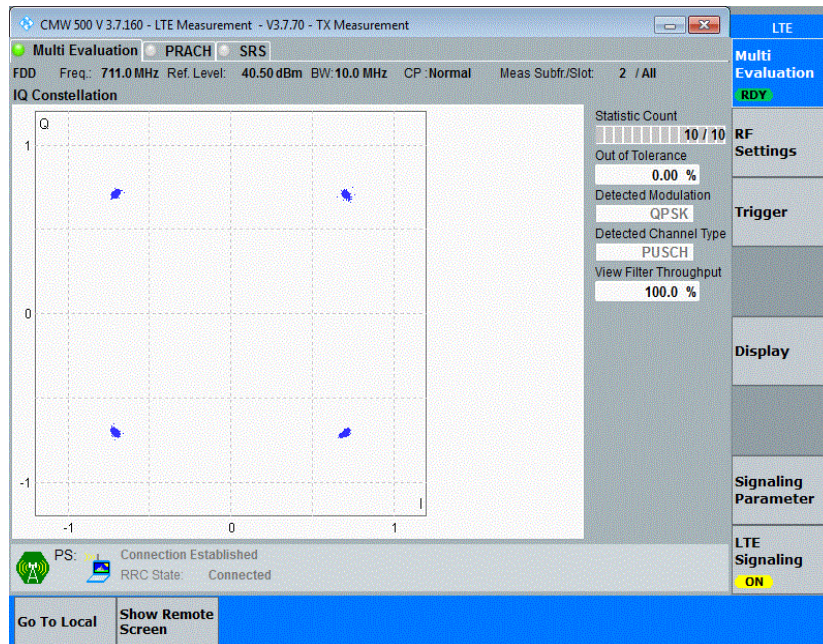 CMW 500 V 3.7.160 - LTE Measurement - V3.7.70 - TX Measurement
LTE
Multi Evaluation PRACH SRS
Multi
Evaluation
RDY
FDD Freq.: 711.0 MHz Ref. Level: 40.50 dBm BW: 10.0 MHz CP : Normal Meas Subfr./Slot: 2 / All
IQ Constellation
Q
1
0
-1
-1 0 1
I
Statistic Count
10 / 10
Out of Tolerance
0.00 %
Detected Modulation
QPSK
Detected Channel Type
PUSCH
View Filter Throughput
100.0 %
RF
Settings
Trigger
Display
Signaling
Parameter
LTE
Signaling
ON
PS: Connection Established
RRC State: Connected
Go To Local
Show Remote
Screen